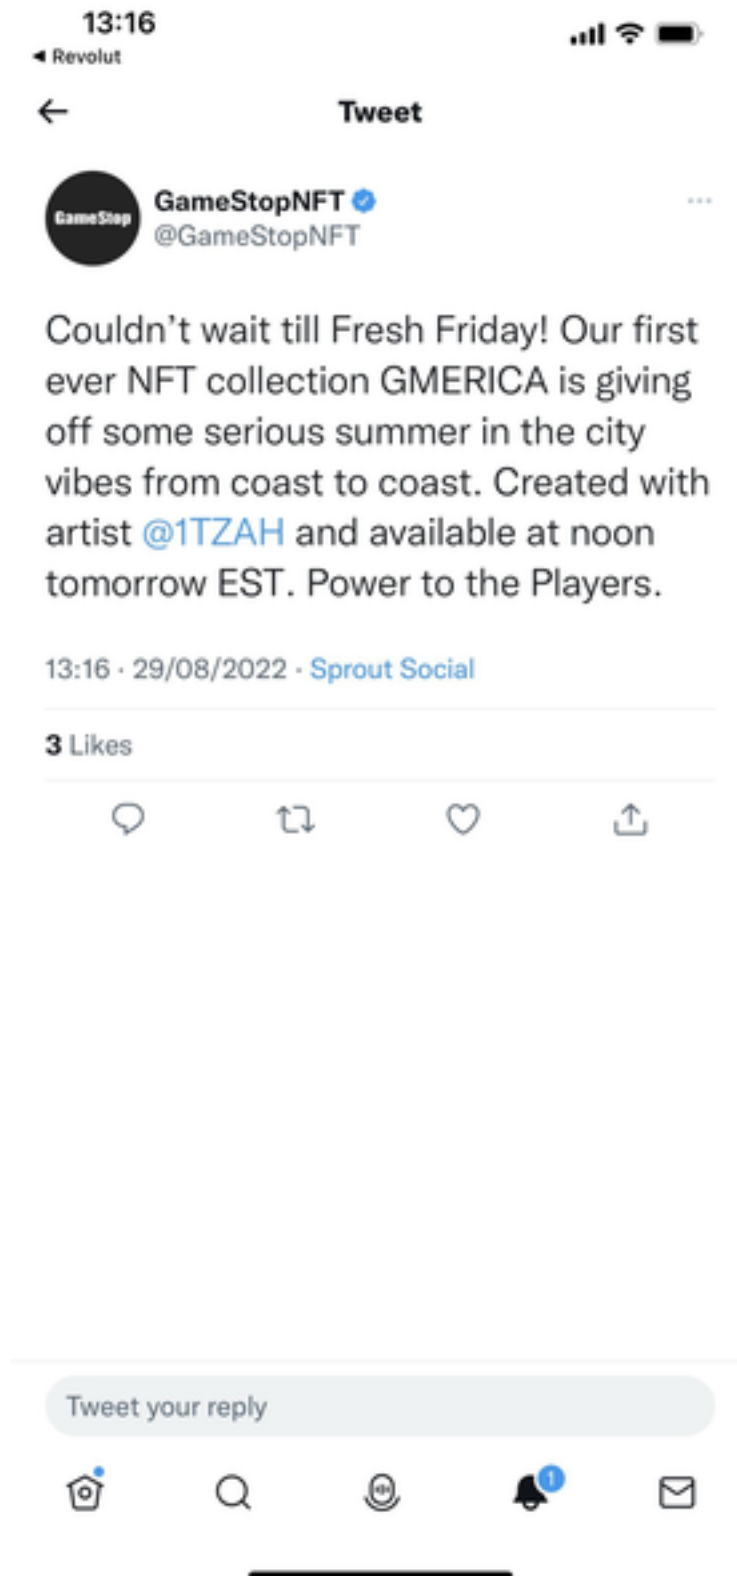 13:16
◄ Revolut
Tweet
GameStop
GameStopNFT
@GameStopNFT
Couldn't wait till Fresh Friday! Our first
ever NFT collection GMERICA is giving
off some serious summer in the city
vibes from coast to coast. Created with
artist @1TZAH and available at noon
tomorrow EST. Power to the Players.
13:16 · 29/08/2022 · Sprout Social
3 Likes
Tweet your reply
1